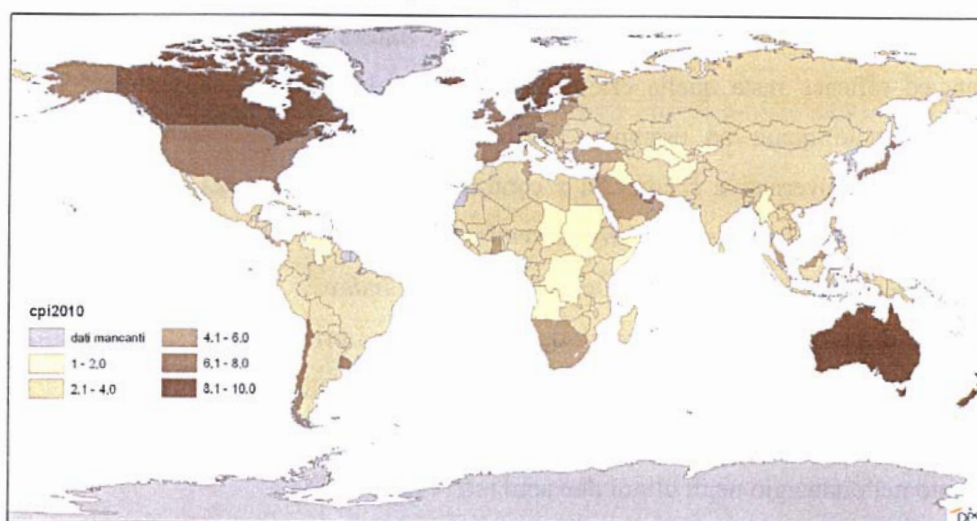 cpi2010
dati mancanti
1 - 2,0
2,1 - 4,0
4,1 - 6,0
6,1 - 8,0
8,1 - 10,0